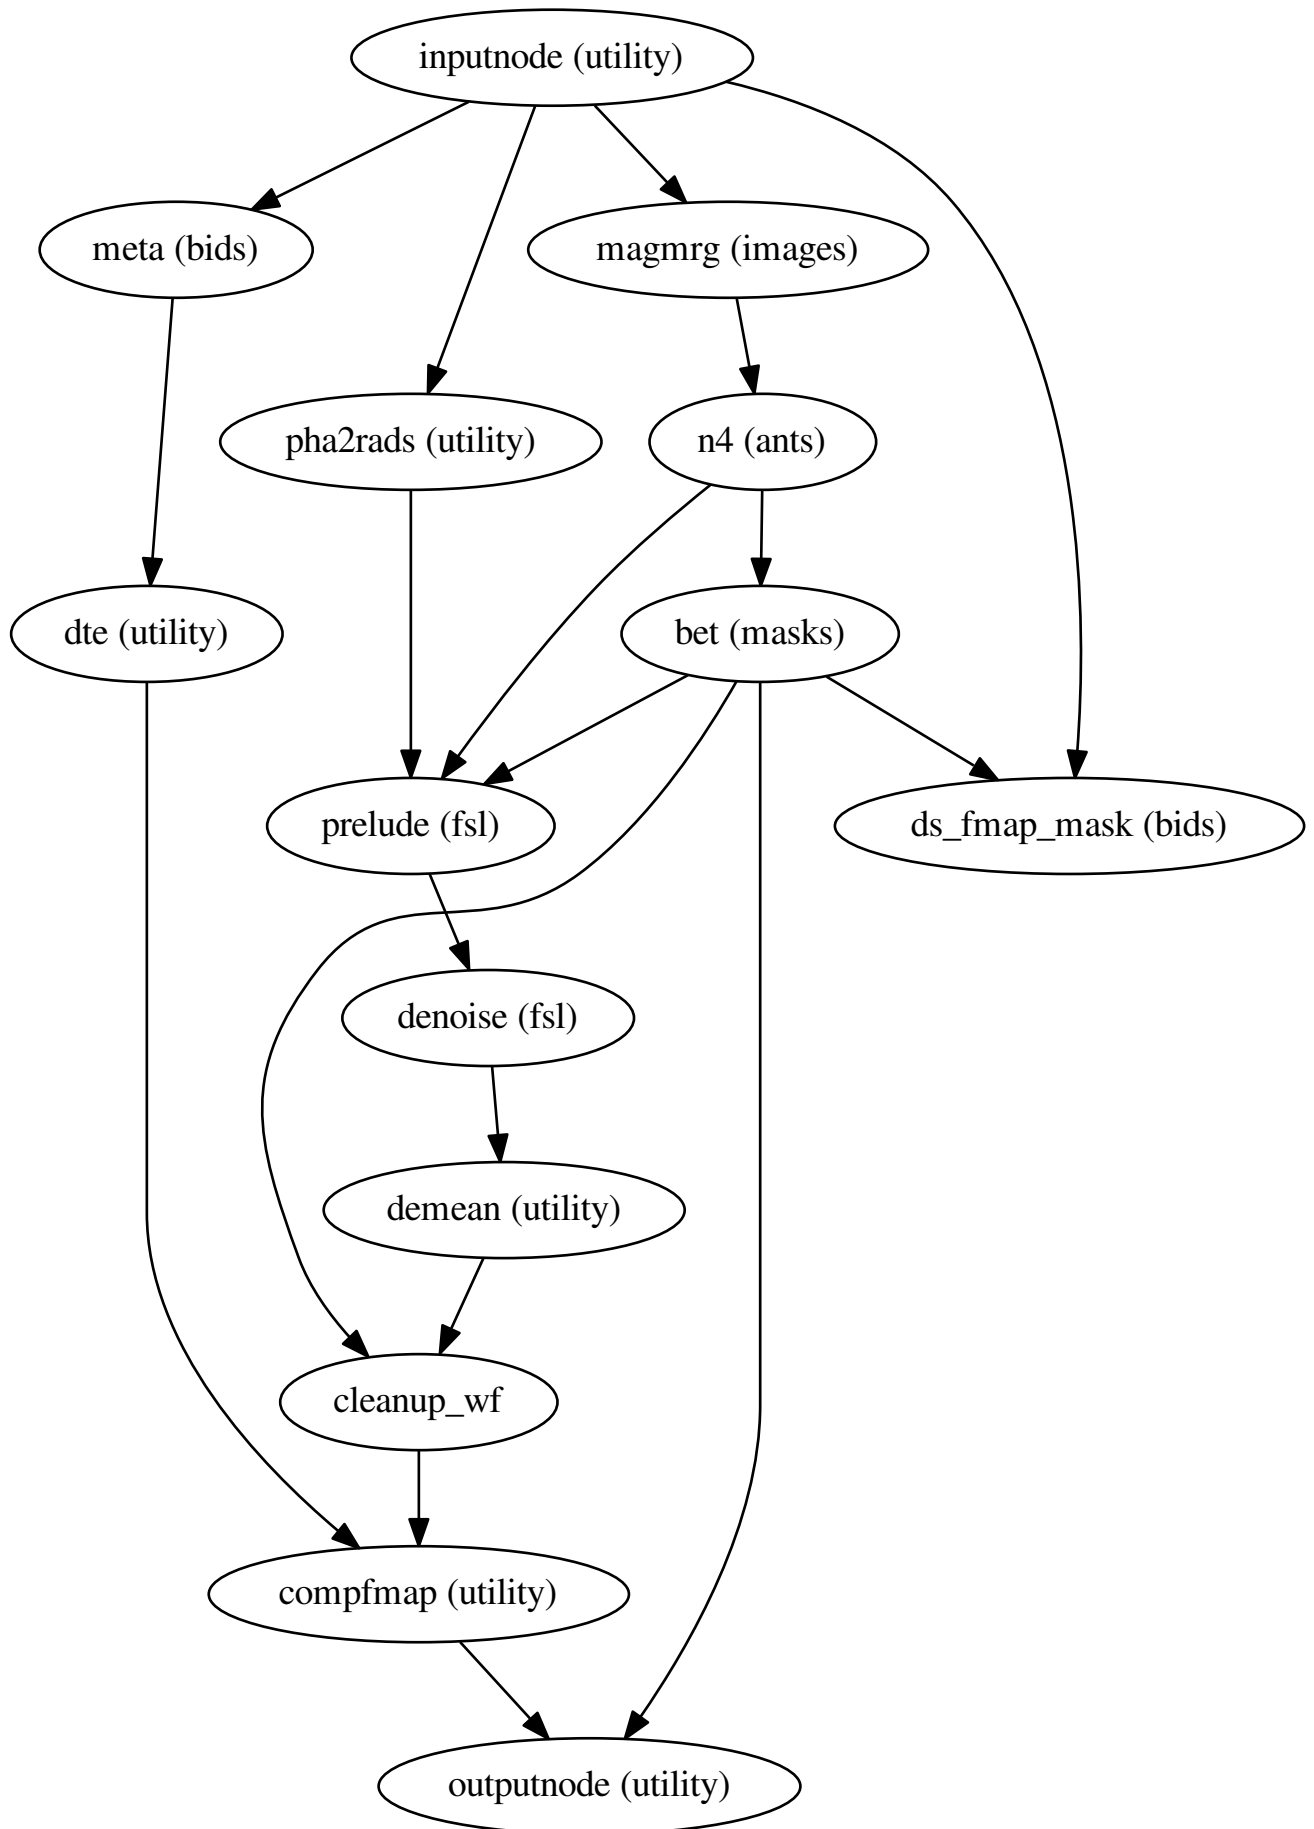 inputnode (utility)
meta (bids)
magmrg (images)
pha2rads (utility)
n4 (ants)
dte (utility)
bet (masks)
prelude (fsl)
ds_fmap_mask (bids)
denoise (fsl)
demean (utility)
cleanup_wf
compfmap (utility)
outputnode (utility)